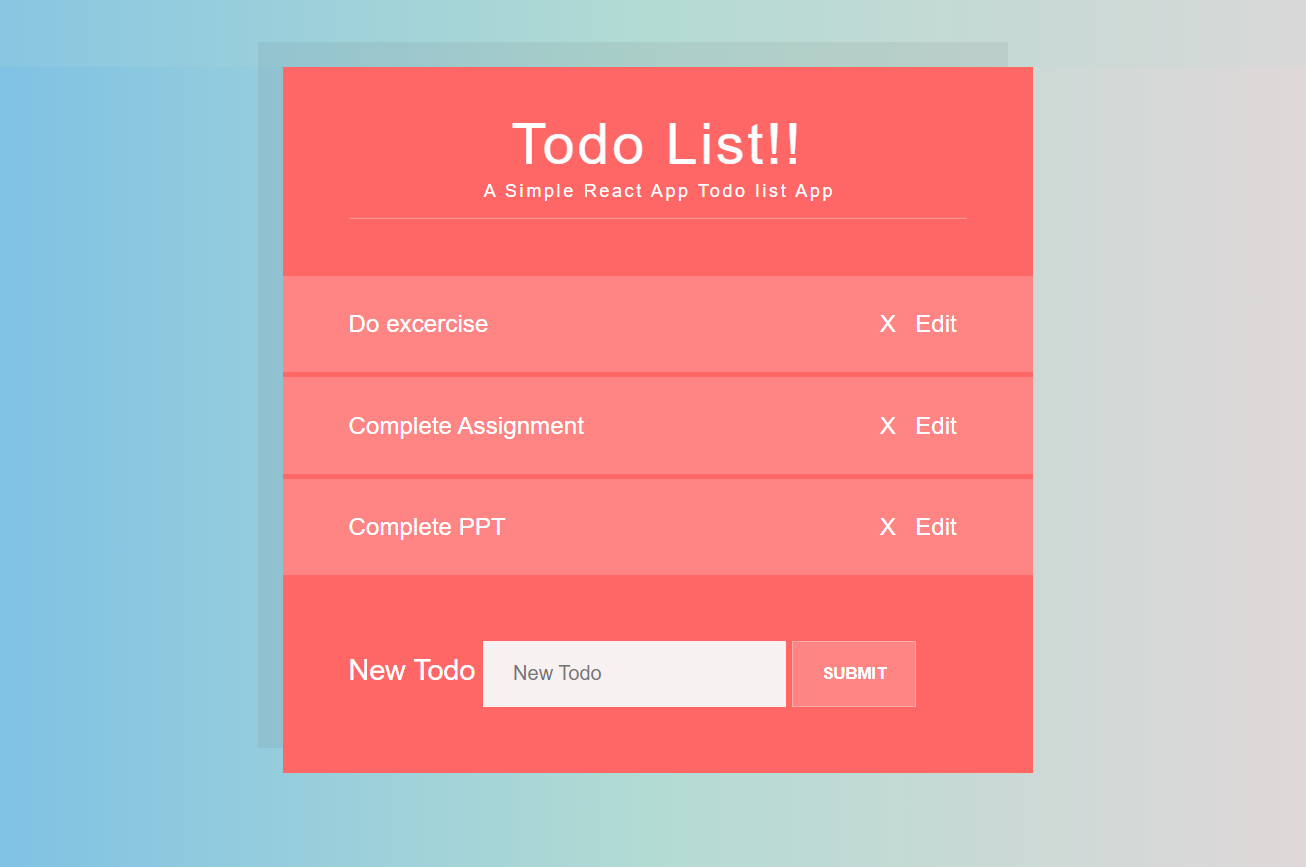 Todo List!!
A Simple React App Todo list App
Do excercise X Edit
Complete Assignment X Edit
Complete PPT X Edit
New Todo New Todo SUBMIT